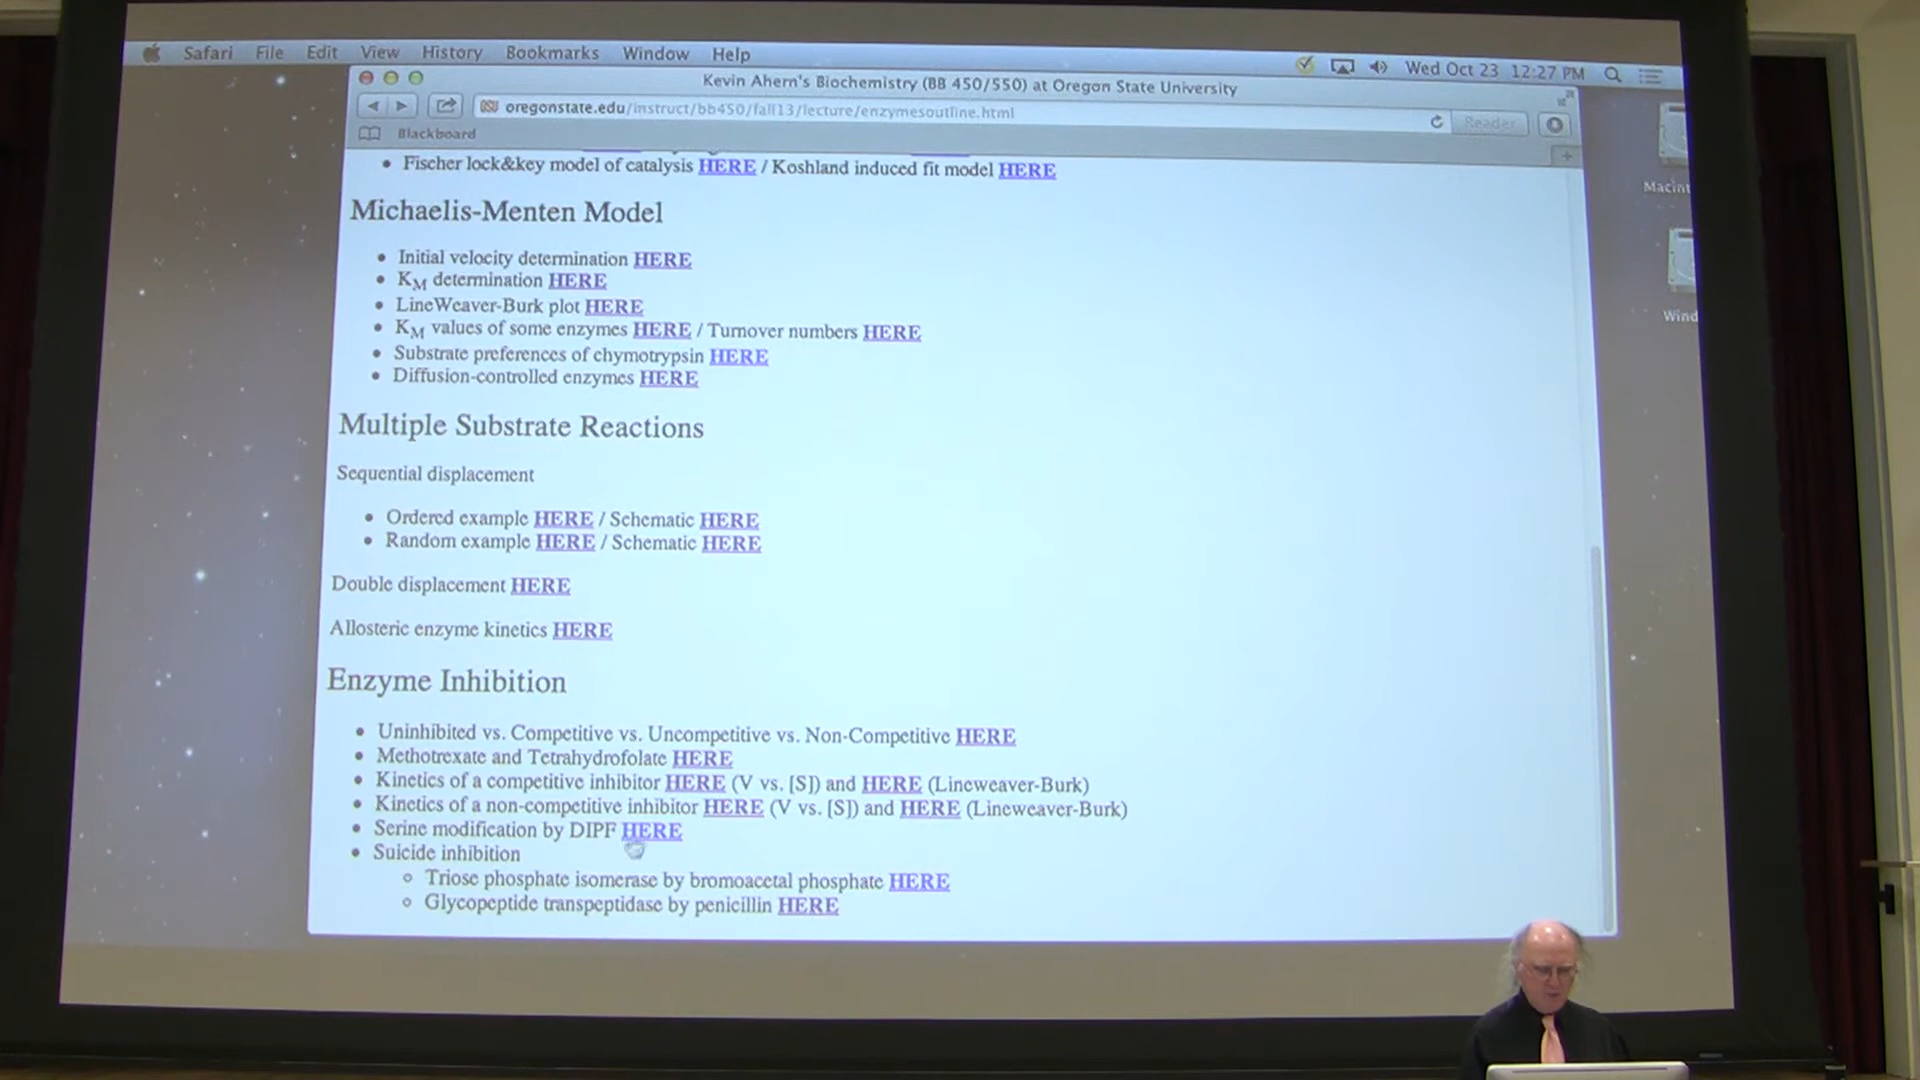 Safari File Edit View History Bookmarks Window Help Wed Oct 23 12:27 PM
Kevin Ahern's Biochemistry (BB 450/550) at Oregon State University
OSU oregonstate.edu/instruct/bb450/fall13/lecture/enzymesoutline.html Reader
Blackboard
• Fischer lock&key model of catalysis HERE / Koshland induced fit model HERE
Macint
Michaelis-Menten Model
• Initial velocity determination HERE
• KM determination HERE
• LineWeaver-Burk plot HERE
Wind
• KM values of some enzymes HERE / Turnover numbers HERE
• Substrate preferences of chymotrypsin HERE
• Diffusion-controlled enzymes HERE
Multiple Substrate Reactions
Sequential displacement
• Ordered example HERE / Schematic HERE
• Random example HERE / Schematic HERE
Double displacement HERE
Allosteric enzyme kinetics HERE
Enzyme Inhibition
• Uninhibited vs. Competitive vs. Uncompetitive vs. Non-Competitive HERE
• Methotrexate and Tetrahydrofolate HERE
• Kinetics of a competitive inhibitor HERE (V vs. [S]) and HERE (Lineweaver-Burk)
• Kinetics of a non-competitive inhibitor HERE (V vs. [S]) and HERE (Lineweaver-Burk)
• Serine modification by DIPF HERE
• Suicide inhibition
○ Triose phosphate isomerase by bromoacetal phosphate HERE
○ Glycopeptide transpeptidase by penicillin HERE